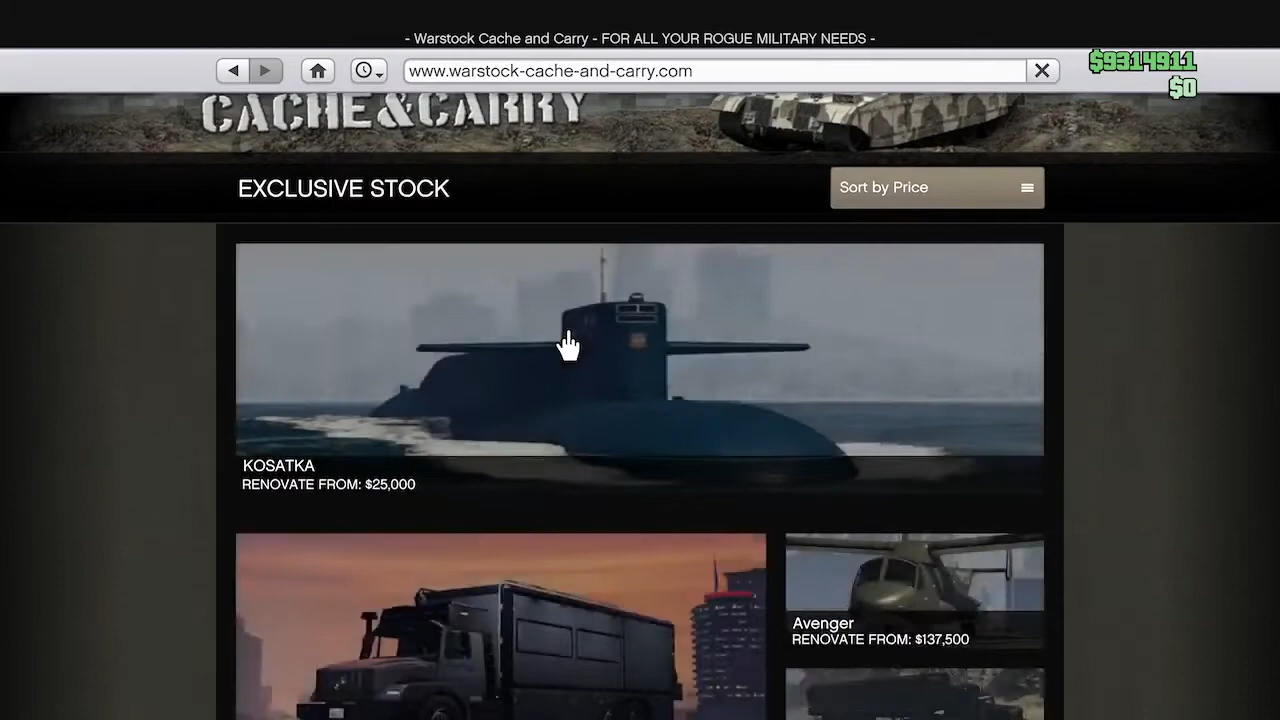 - Warstock Cache and Carry - FOR ALL YOUR ROGUE MILITARY NEEDS -
www.warstock-cache-and-carry.com
$9314911
$0
CACHE&CARRY
EXCLUSIVE STOCK
Sort by Price
KOSATKA
RENOVATE FROM: $25,000
Avenger
RENOVATE FROM: $137,500